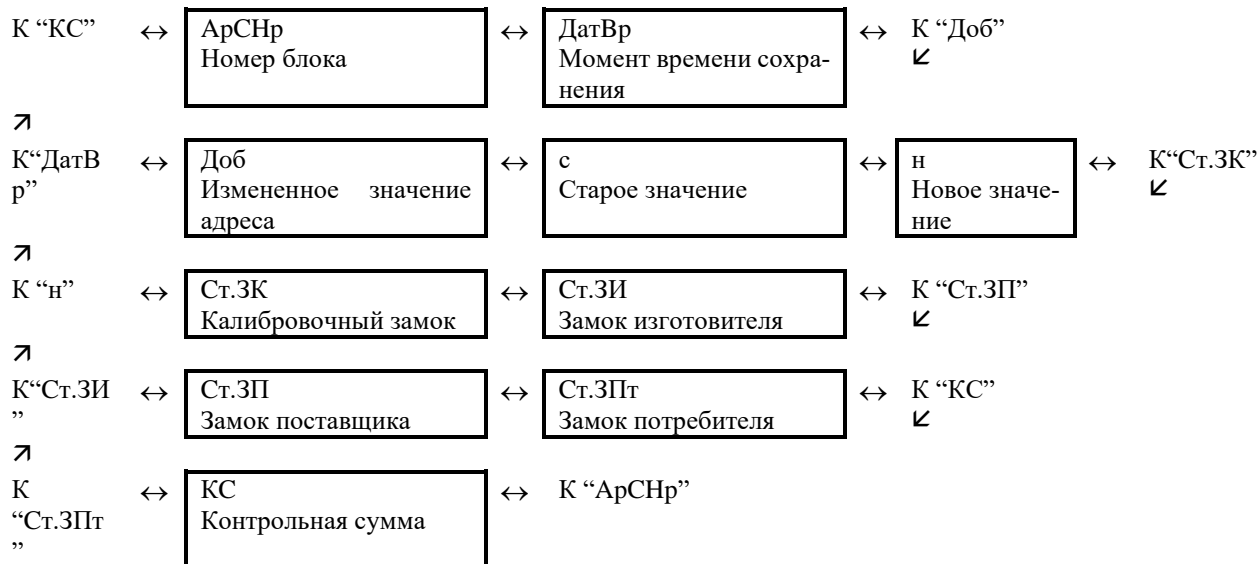 К “КС” ↔ АрСНр ↔ ДатВр ↔ К “Доб”
Номер блока Момент времени сохра- ↙
нения
↗
К“ДатВ ↔ Доб ↔ с ↔ н ↔ К“Ст.ЗК”
р” Измененное значение Старое значение Новое значе- ↙
адреса ние
↗
К “н” ↔ Ст.ЗК ↔ Ст.ЗИ ↔ К “Ст.ЗП”
Калибровочный замок Замок изготовителя ↙
↗
К“Ст.ЗИ ↔ Ст.ЗП ↔ Ст.ЗПт ↔ К “КС”
” Замок поставщика Замок потребителя ↙
↗
К ↔ КС ↔ К “АрСНр”
“Ст.ЗПт Контрольная сумма
”